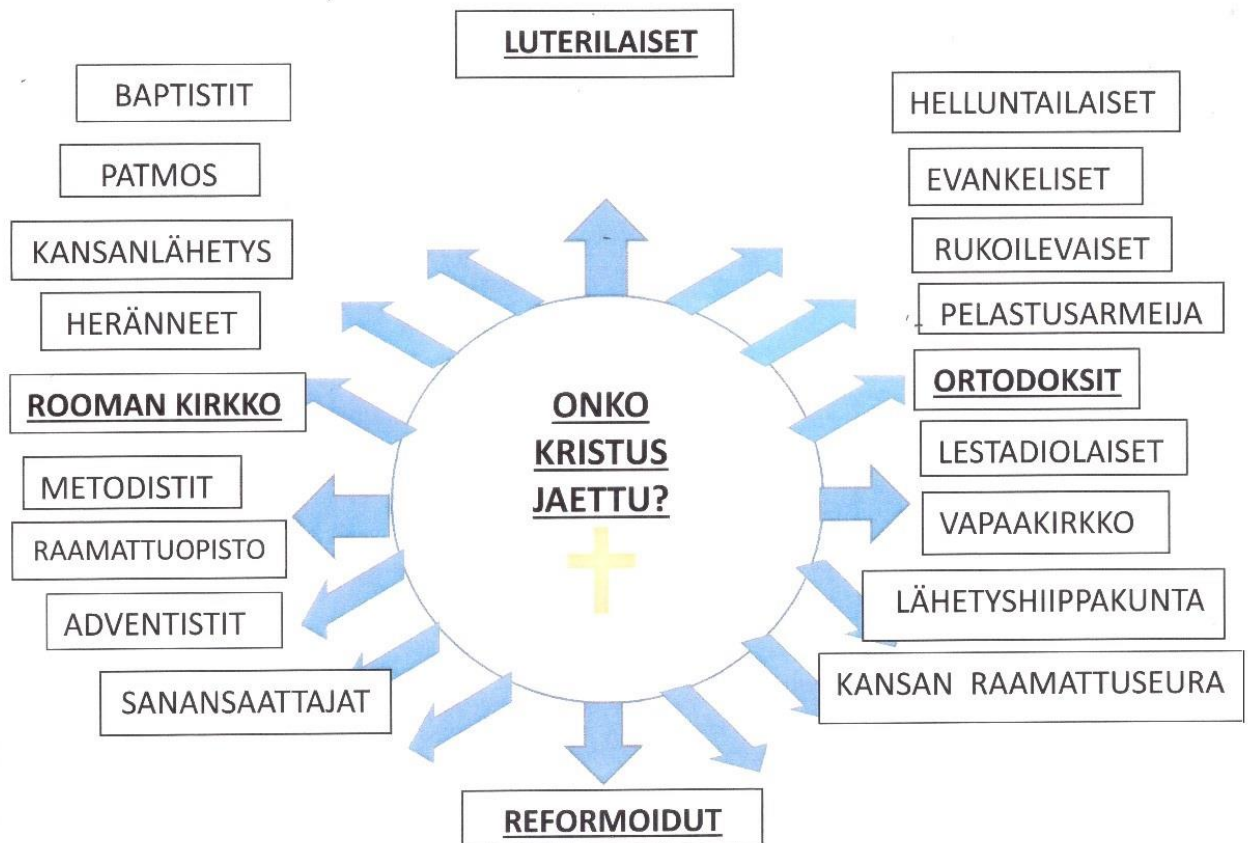 LUTERILAISET
BAPTISTIT
PATMOS
KANSANLÄHETYS
HERÄNNEET
ROOMAN KIRKKO
METODISTIT
RAAMATTUOPISTO
ADVENTISTIT
SANANSAATTAJAT
ONKO
KRISTUS
JAETTU?
HELLUNTAILAISET
EVANKELISET
RUKOILEVAISET
PELASTUSARMEIJA
ORTODOKSIT
LESTADIOLAISET
VAPAAKIRKKO
LÄHETYSHIIPPAKUNTA
KANSAN RAAMATTUSEURA
REFORMOIDUT